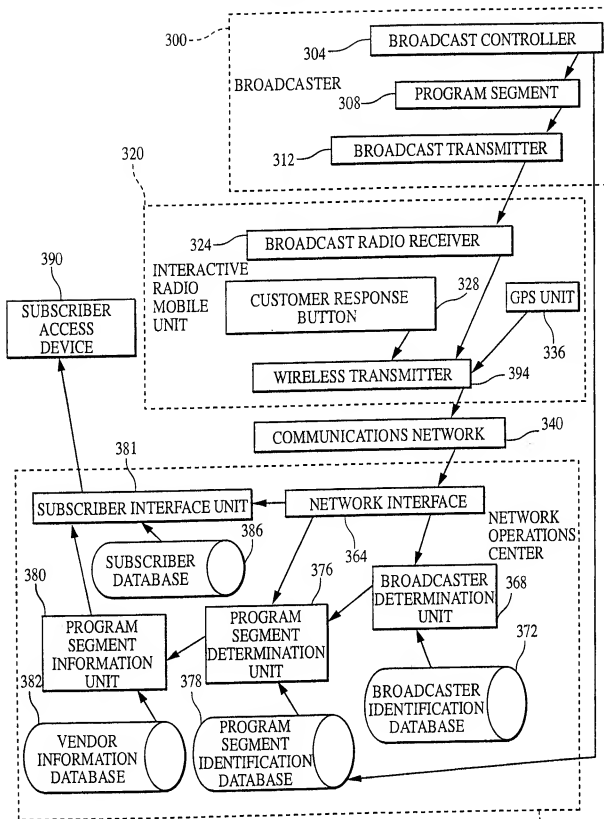 300
304
BROADCAST CONTROLLER
BROADCASTER
308
PROGRAM SEGMENT
312
BROADCAST TRANSMITTER
320
324
BROADCAST RADIO RECEIVER
390
INTERACTIVE
RADIO
MOBILE
UNIT
CUSTOMER RESPONSE
BUTTON
328
GPS UNIT
336
SUBSCRIBER
ACCESS
DEVICE
WIRELESS TRANSMITTER
394
COMMUNICATIONS NETWORK
340
381
SUBSCRIBER INTERFACE UNIT
NETWORK INTERFACE
364
NETWORK
OPERATIONS
CENTER
SUBSCRIBER
DATABASE
386
380
376
BROADCASTER
DETERMINATION
UNIT
368
PROGRAM
SEGMENT
INFORMATION
UNIT
PROGRAM
SEGMENT
DETERMINATION
UNIT
372
382
378
BROADCASTER
IDENTIFICATION
DATABASE
VENDOR
INFORMATION
DATABASE
PROGRAM
SEGMENT
IDENTIFICATION
DATABASE